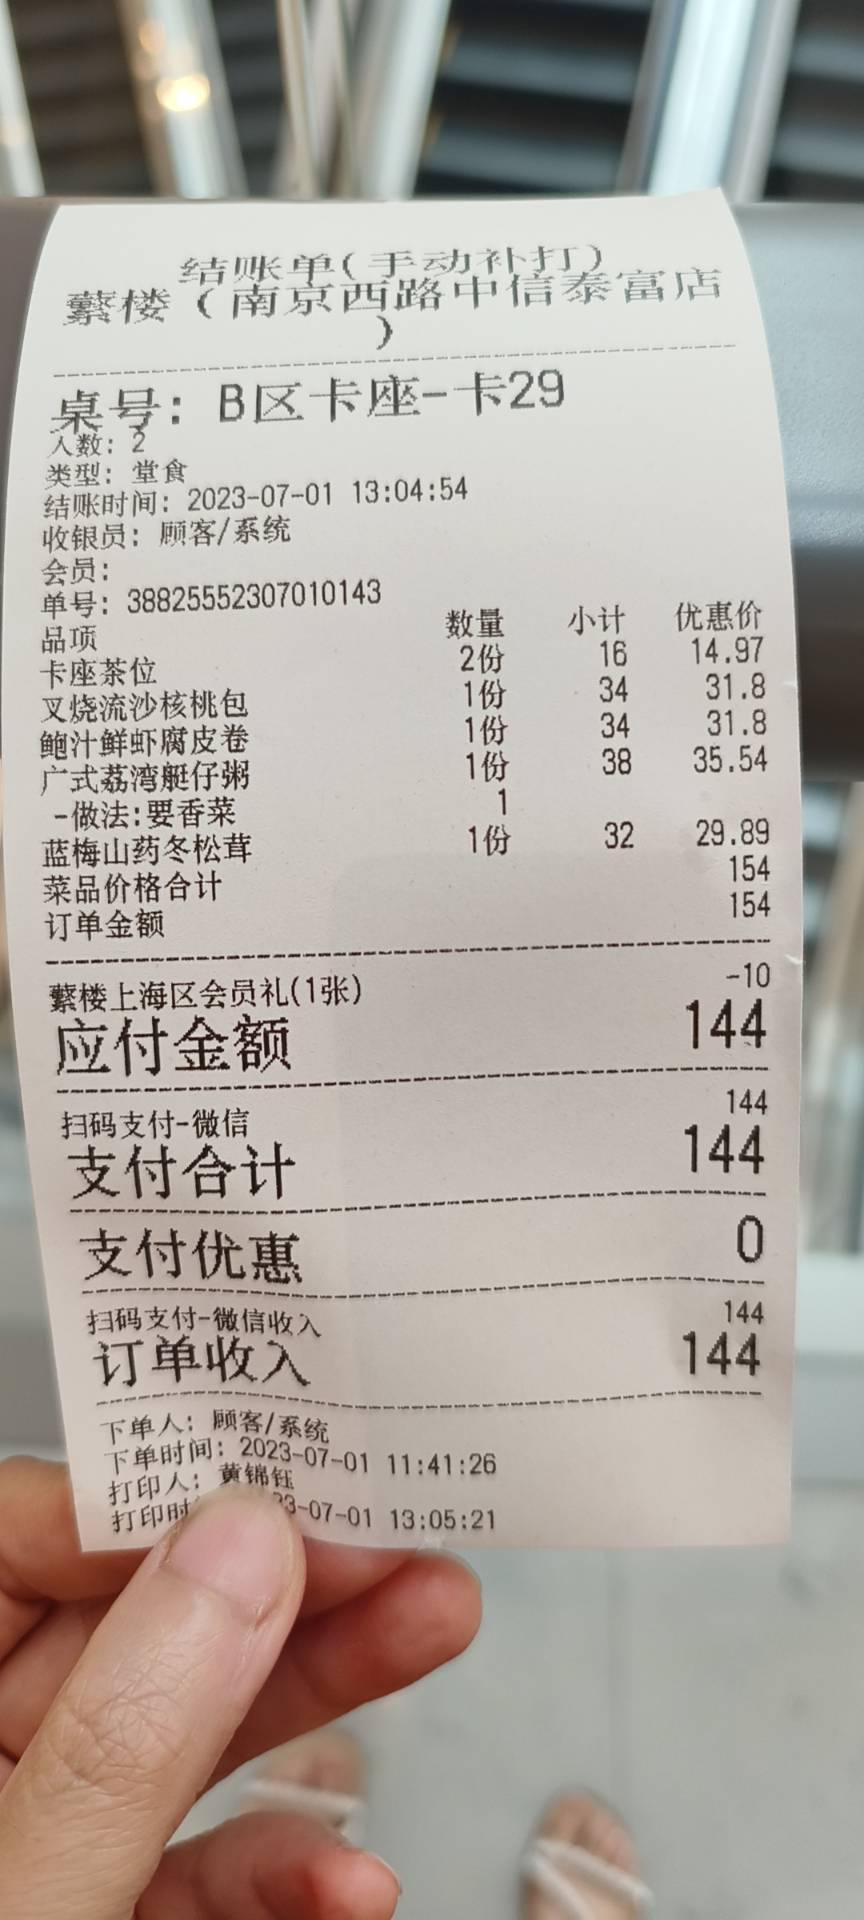 结账单(手动补打)
蘩楼（南京西路中信泰富店
）
桌号: B区卡座-卡29
人数: 2
类型: 堂食
结账时间: 2023-07-01 13:04:54
收银员: 顾客/系统
会员:
单号: 38825552307010143
品项 数量 小计 优惠价
卡座茶位 2份 16 14.97
叉烧流沙核桃包 1份 34 31.8
鲍汁鲜虾腐皮卷 1份 34 31.8
广式荔湾艇仔粥 1份 38 35.54
-做法:要香菜 1
蓝梅山药冬松茸 1份 32 29.89
菜品价格合计 154
订单金额 154
蘩楼上海区会员礼(1张) -10
应付金额 144
扫码支付-微信 144
支付合计 144
支付优惠 0
扫码支付-微信收入 144
订单收入 144
下单人: 顾客/系统
下单时间: 2023-07-01 11:41:26
打印人: 黄锦钰
打印时 23-07-01 13:05:21